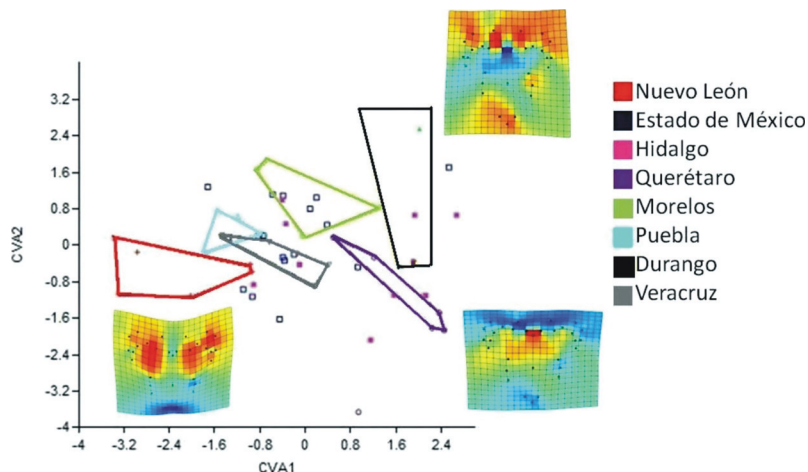 Nuevo León
Estado de México
Hidalgo
Querétaro
Morelos
Puebla
Durango
Veracruz
CVA2
3.2
2.4
1.6
0.8
0
-0.8
-1.6
-2.4
-3.2
-4
-4 -3.2 -2.4 -1.6 -0.8 0 0.8 1.6 2.4
CVA1